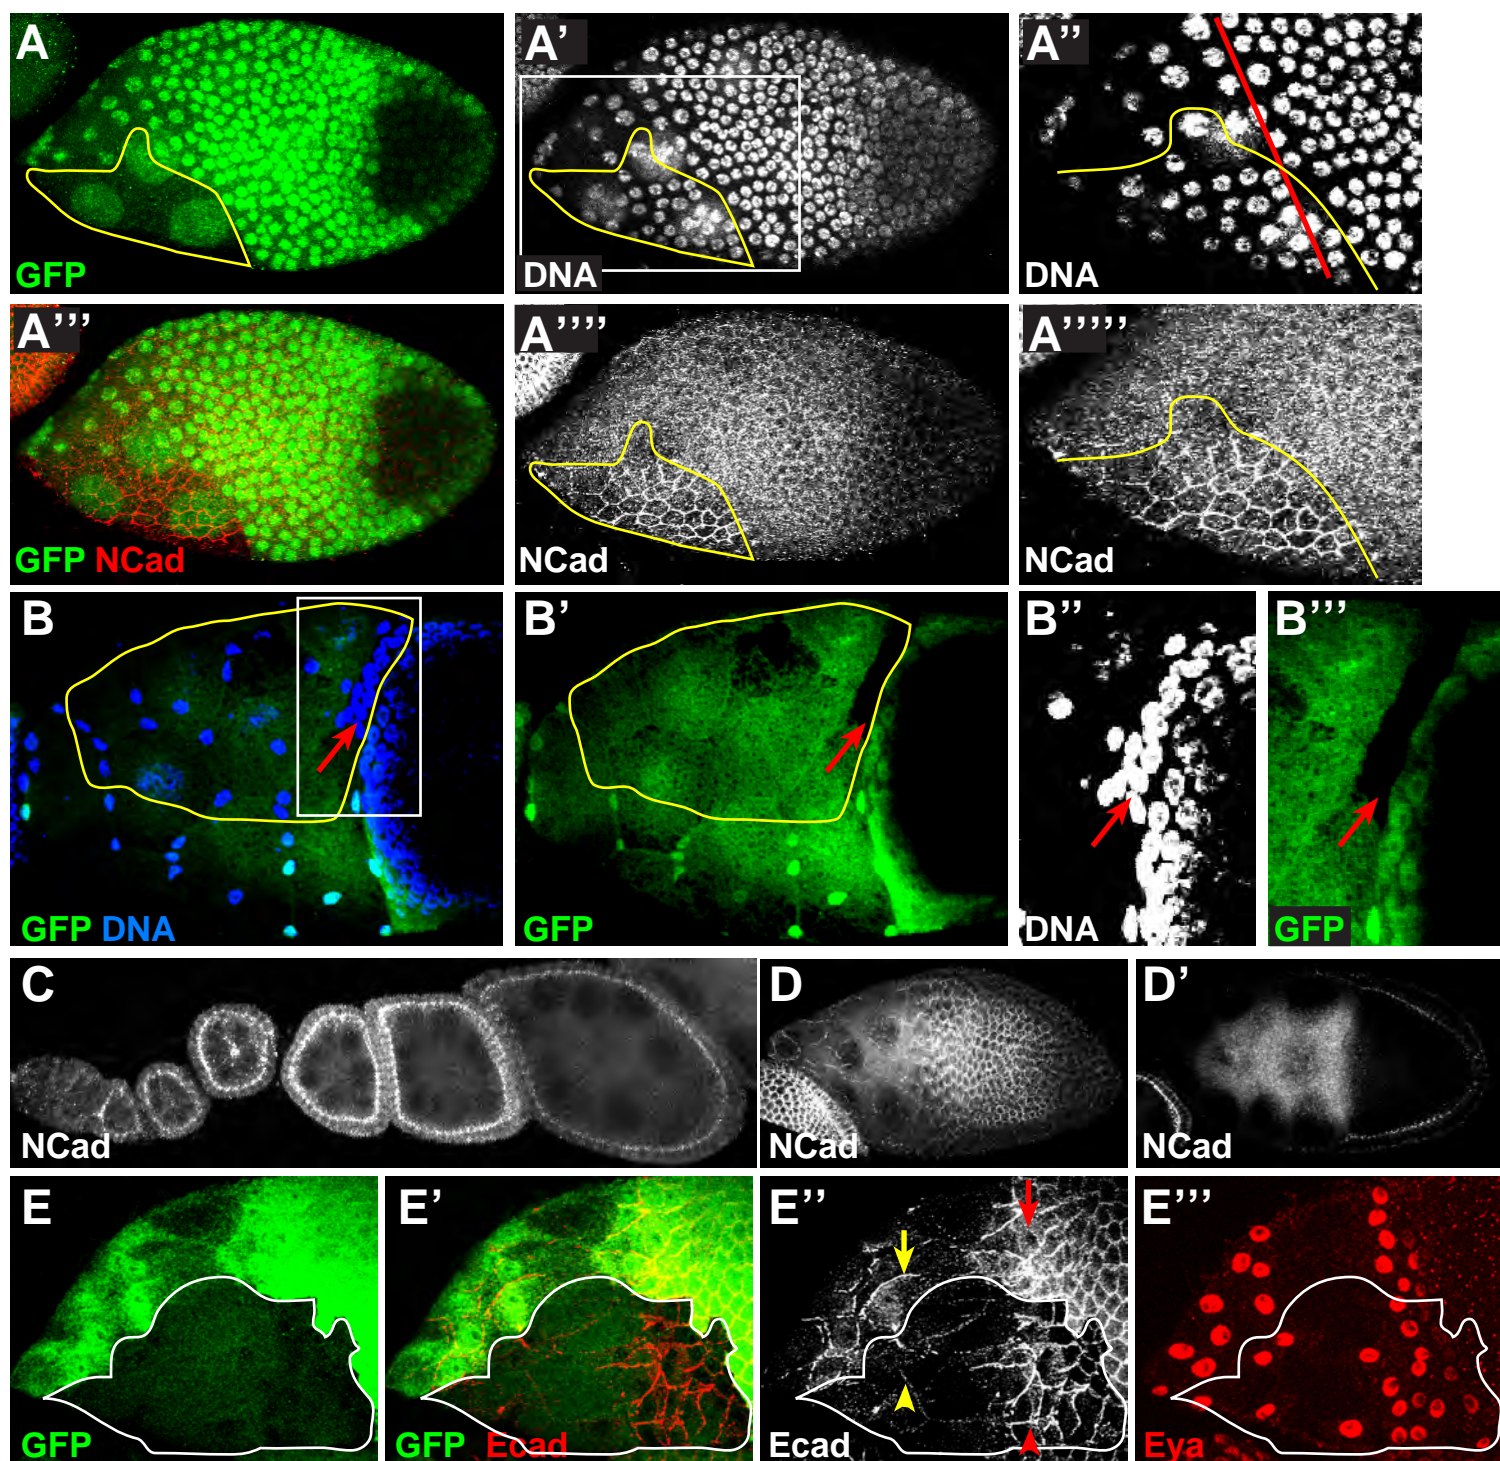 A A’ A’’
GFP DNA DNA
A’’’ A’’’’ A’’’’’
GFP NCad NCad NCad
B B’ B’’ B’’’
GFP DNA GFP DNA GFP
C D D’
NCad NCad NCad
E E’ E’’ E’’’
GFP GFP Ecad Ecad Eya